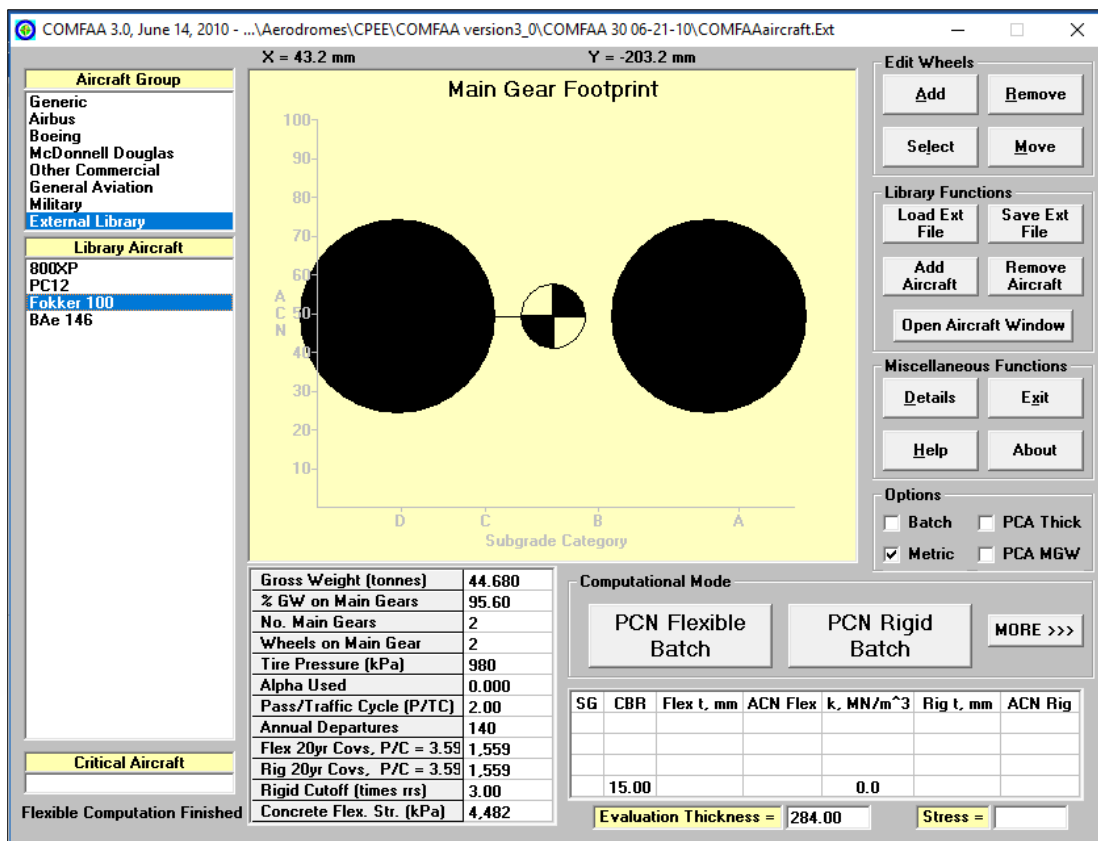 COMFAA 3.0, June 14, 2010 - ...\Aerodromes\CPEE\COMFAA version3_0\COMFAA 30 06-21-10\COMFAAaircraft.Ext
X = 43.2 mm Y = -203.2 mm
Aircraft Group
Generic
Airbus
Boeing
McDonnell Douglas
Other Commercial
General Aviation
Military
External Library
Library Aircraft
800XP
PC12
Fokker 100
BAe 146
Critical Aircraft
Flexible Computation Finished
Main Gear Footprint
100
90
80
70
60
50
40
30
20
10
ACN
D C B A
Subgrade Category
Gross Weight (tonnes) 44.680
% GW on Main Gears 95.60
No. Main Gears 2
Wheels on Main Gear 2
Tire Pressure (kPa) 980
Alpha Used 0.000
Pass/Traffic Cycle (P/TC) 2.00
Annual Departures 140
Flex 20yr Covs, P/C = 3.59 1,559
Rig 20yr Covs, P/C = 3.59 1,559
Rigid Cutoff (times rrs) 3.00
Concrete Flex. Str. (kPa) 4,482
Edit Wheels
Add Remove
Select Move
Library Functions
Load Ext File Save Ext File
Add Aircraft Remove Aircraft
Open Aircraft Window
Miscellaneous Functions
Details Exit
Help About
Options
Batch PCA Thick
Metric PCA MGW
Computational Mode
PCN Flexible Batch PCN Rigid Batch MORE >>>
SG CBR Flex t, mm ACN Flex k, MN/m^3 Rig t, mm ACN Rig
15.00 0.0
Evaluation Thickness = 284.00 Stress =